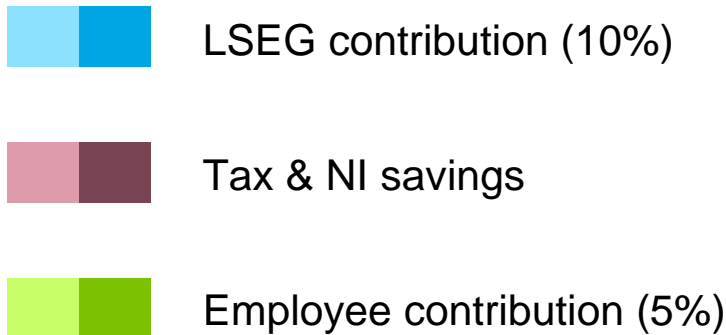 LSEG contribution (10%)
Tax & NI savings
Employee contribution (5%)